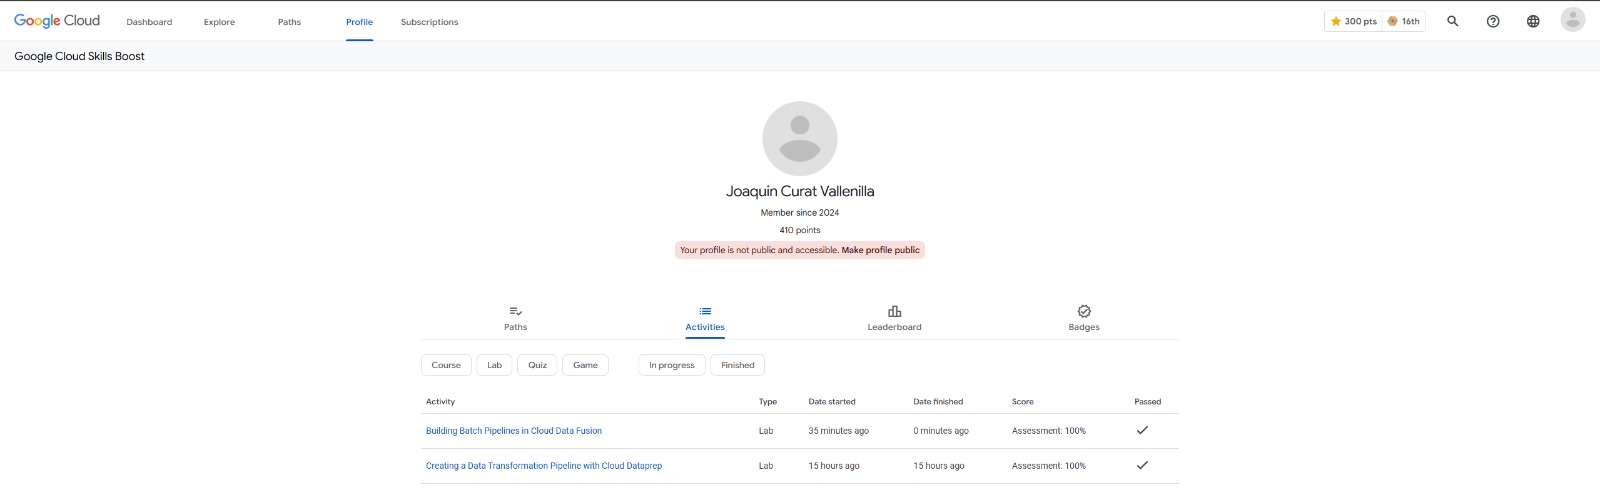 Google Cloud Dashboard Explore Paths Profile Subscriptions 300 pts 16th
Google Cloud Skills Boost
Joaquin Curat Vallenilla
Member since 2024
410 points
Your profile is not public and accessible. Make profile public
Paths Activities Leaderboard Badges
Course Lab Quiz Game In progress Finished
Activity Type Date started Date finished Score Passed
Building Batch Pipelines in Cloud Data Fusion Lab 35 minutes ago 0 minutes ago Assessment: 100%
Creating a Data Transformation Pipeline with Cloud Dataprep Lab 15 hours ago 15 hours ago Assessment: 100%